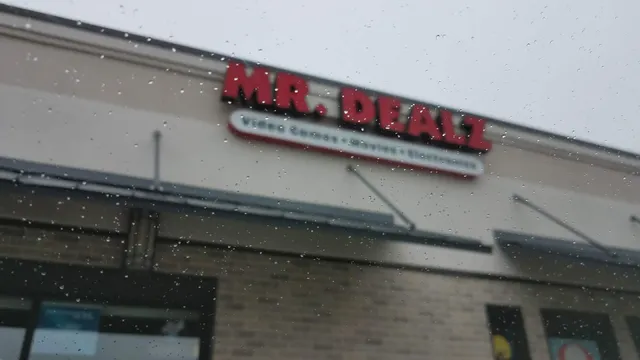 MR. DEALZ
Video Games • Movies • Electronics